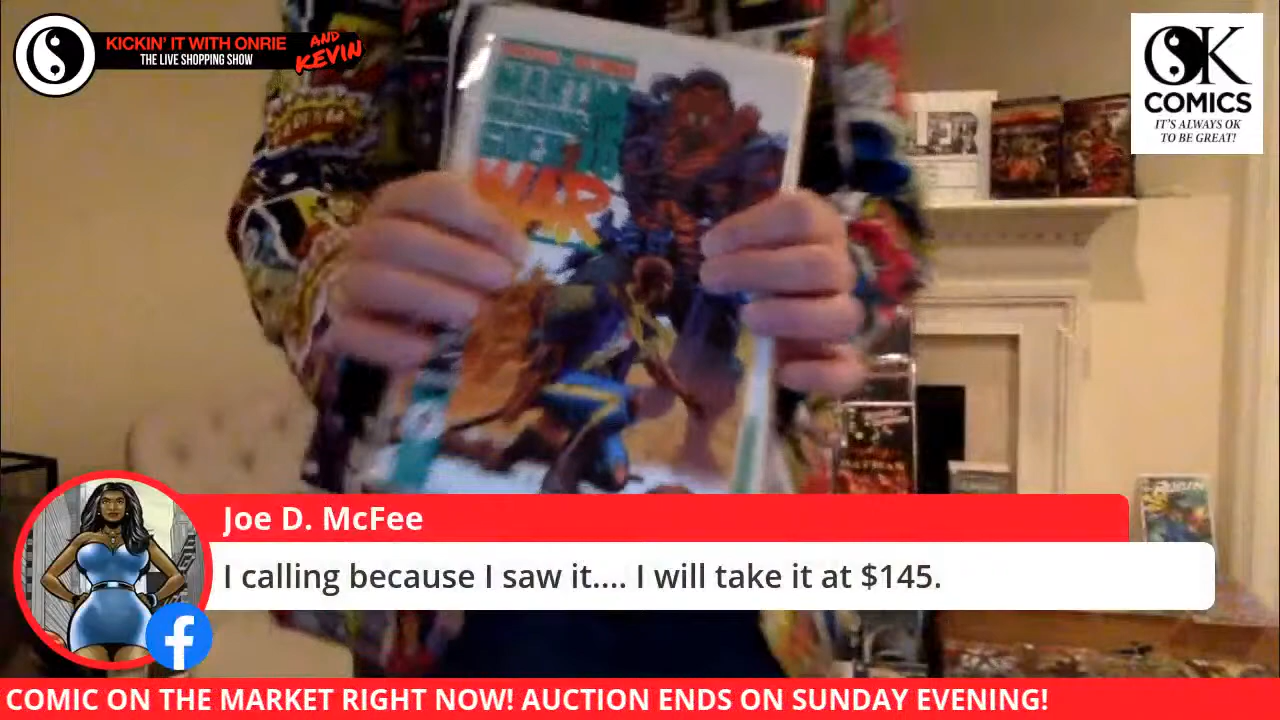 KICKIN' IT WITH ONRIE
AND
KEVIN
THE LIVE SHOPPING SHOW
OK
COMICS
IT'S ALWAYS OK
TO BE GREAT!
WAR
Joe D. McFee
I calling because I saw it.... I will take it at $145.
COMIC ON THE MARKET RIGHT NOW! AUCTION ENDS ON SUNDAY EVENING!